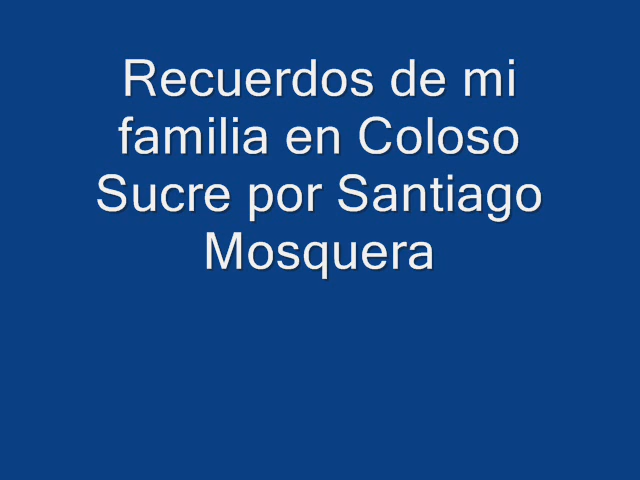 Recuerdos de mi
familia en Coloso
Sucre por Santiago
Mosquera